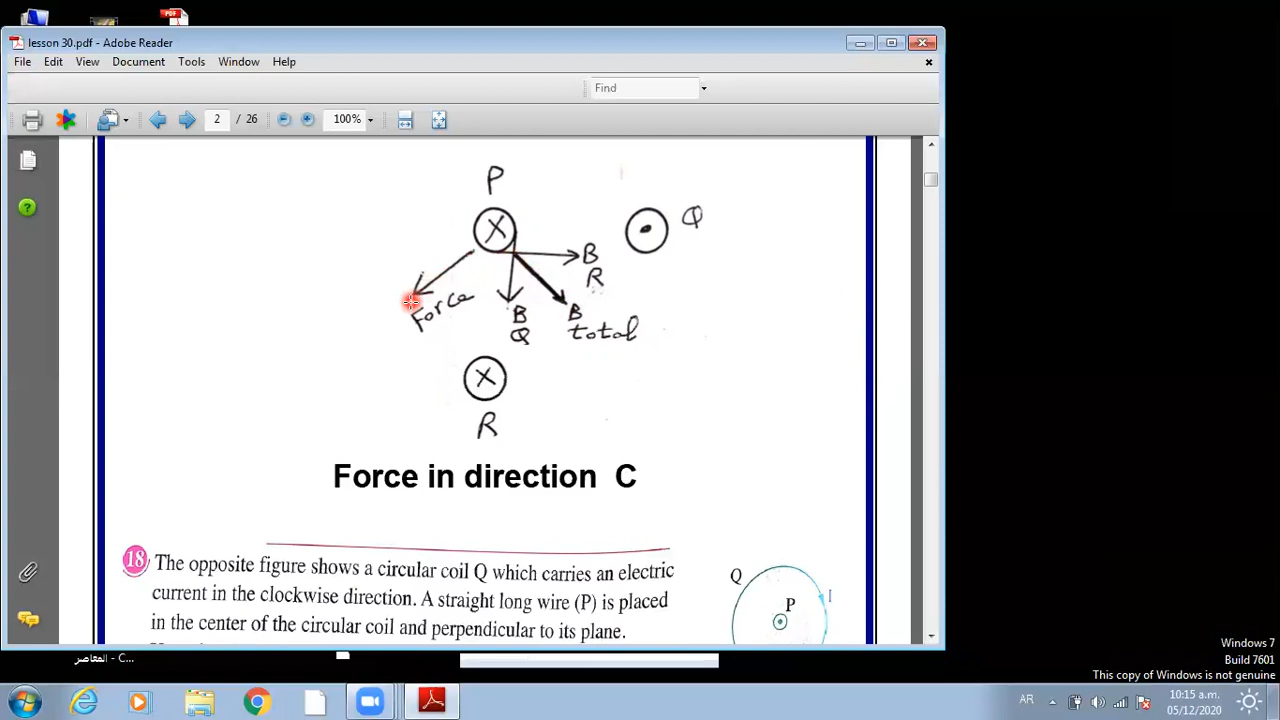 lesson 30.pdf - Adobe Reader
File Edit View Document Tools Window Help
Find
2 / 26 100%
P
X
Q
B
R
Force
B
Q
B
total
X
R
Force in direction C
18 The opposite figure shows a circular coil Q which carries an electric
current in the clockwise direction. A straight long wire (P) is placed
in the center of the circular coil and perpendicular to its plane.
Q
I
P
Windows 7
Build 7601
This copy of Windows is not genuine
المعاصر - C...
AR
10:15 a.m.
05/12/2020